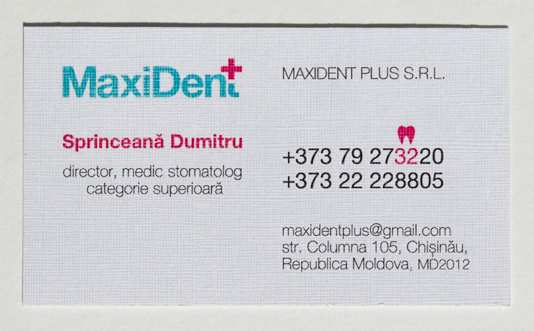 MaxiDent
Sprinceană Dumitru
director, medic stomatolog
categorie superioară
MAXIDENT PLUS S.R.L.
+373 79 273220
+373 22 228805
maxidentplus@gmail.com
str. Columna 105, Chișinău,
Republica Moldova, MD2012